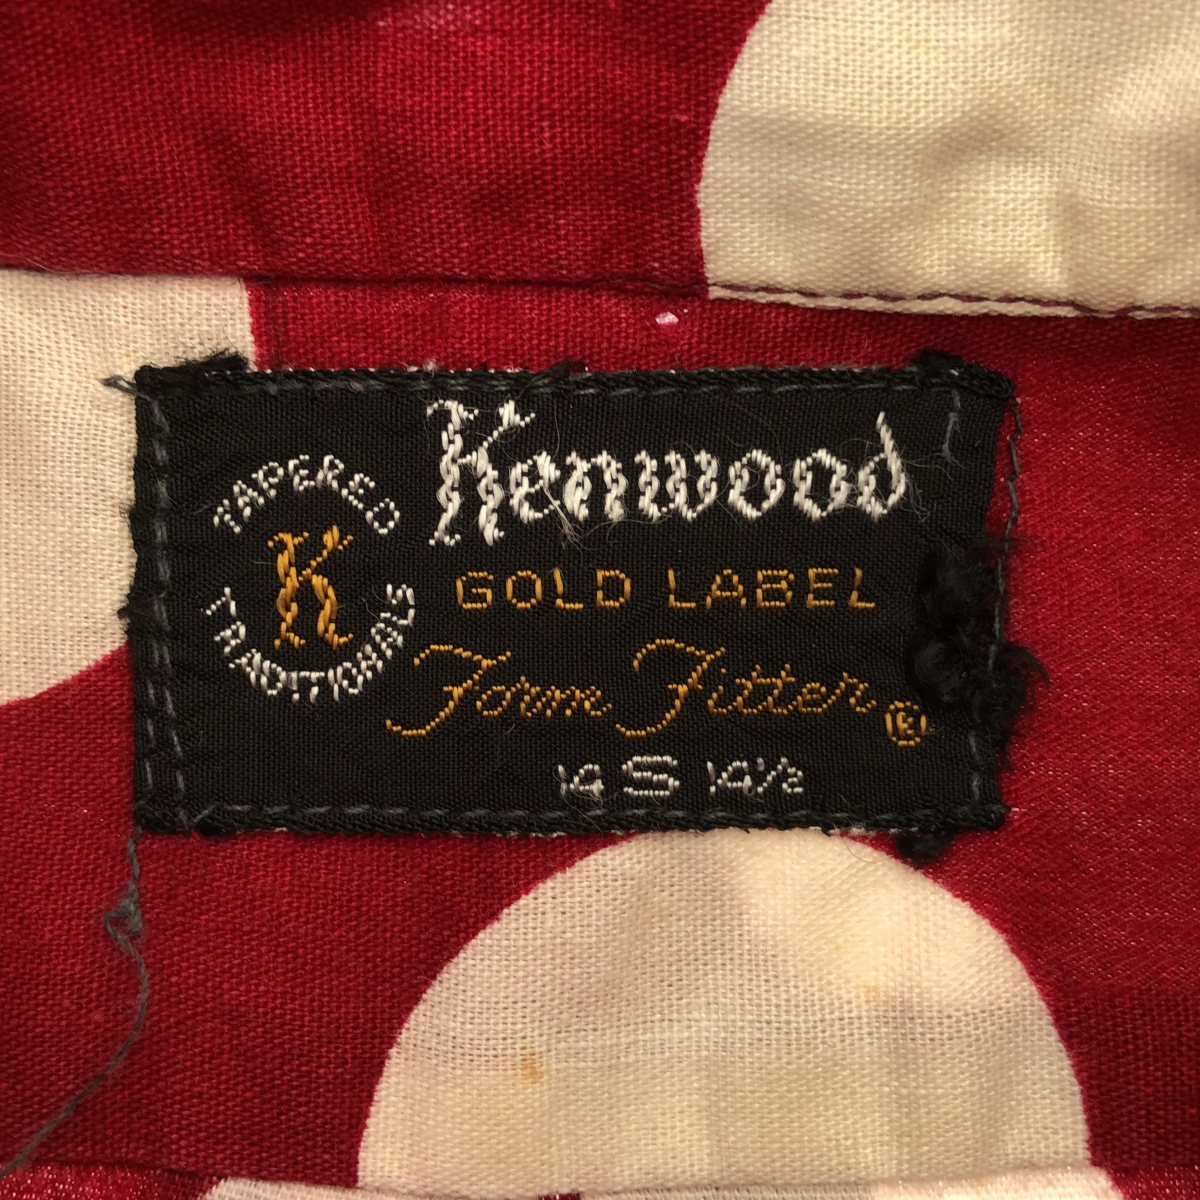 TAPERED
K
TRADITIONALS
Kenwood
GOLD LABEL
Form Fitter®
14 S 14½